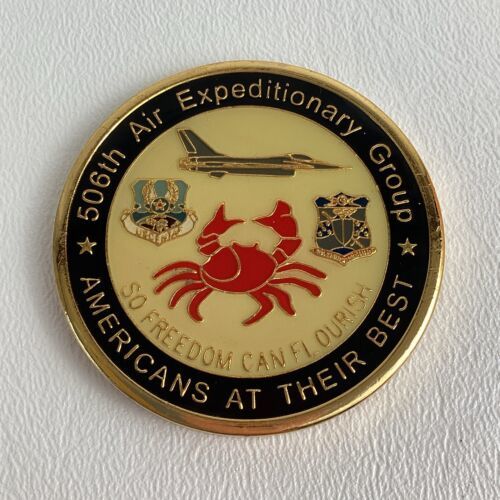 506th Air Expeditionary Group
SO FREEDOM CAN FLOURISH
★ AMERICANS AT THEIR BEST ★